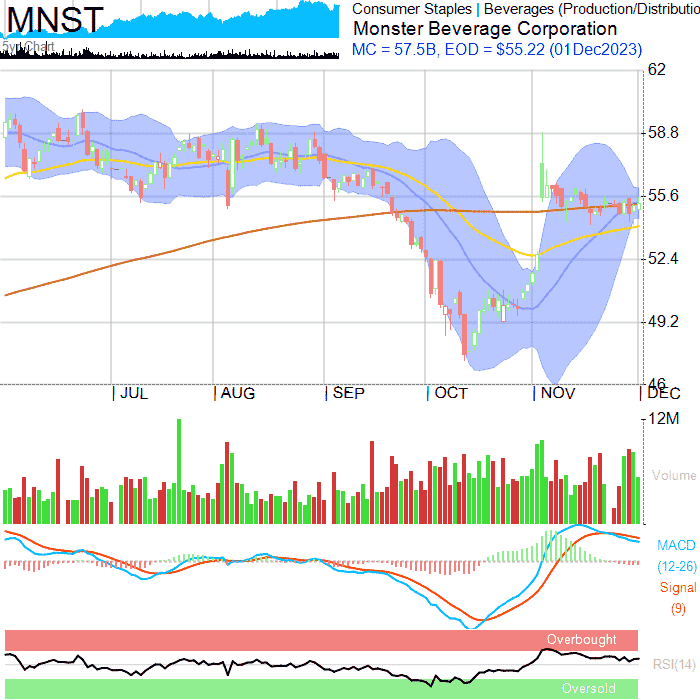 MNST
5yr Chart
Consumer Staples | Beverages (Production/Distributio
Monster Beverage Corporation
MC = 57.5B, EOD = $55.22 (01Dec2023)
62
58.8
55.6
52.4
49.2
46
JUL
AUG
SEP
OCT
NOV
DEC
12M
Volume
MACD
(12-26)
Signal
(9)
Overbought
RSI(14)
Oversold